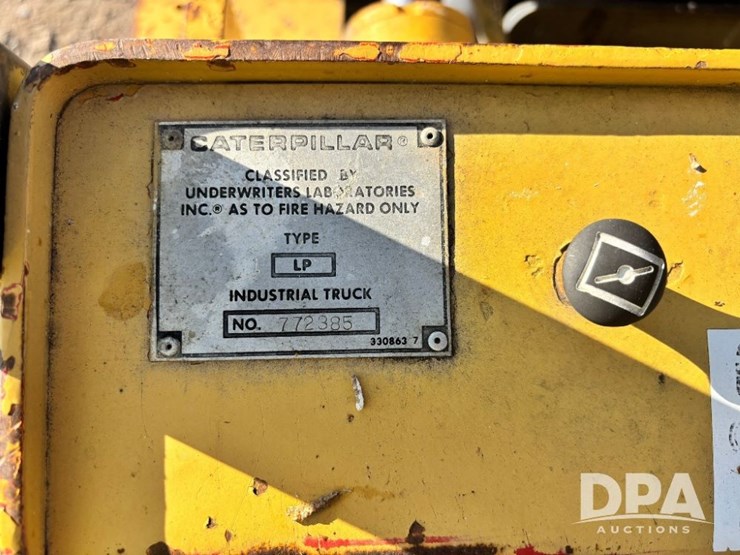 CATERPILLAR®
CLASSIFIED BY
UNDERWRITERS LABORATORIES
INC.® AS TO FIRE HAZARD ONLY
TYPE
LP
INDUSTRIAL TRUCK
NO. 772385
330863 7
DPA
AUCTIONS